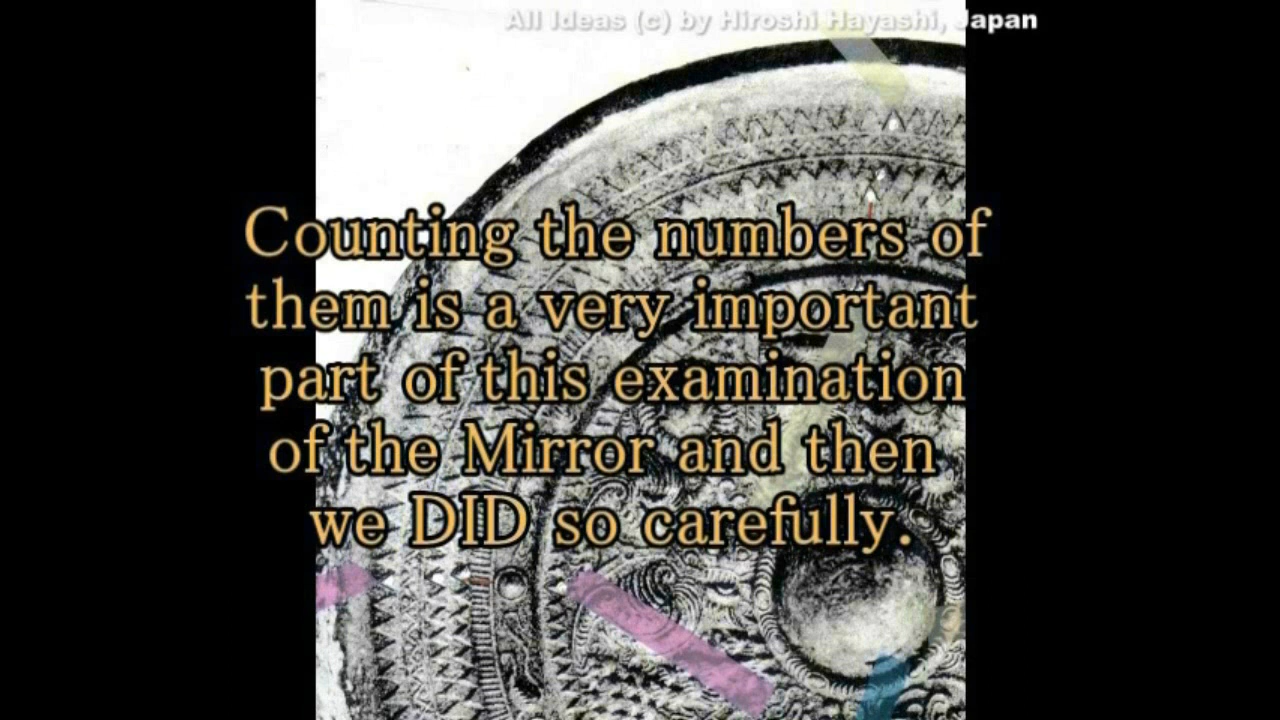 All Ideas (c) by Hiroshi Hayashi, Japan
Counting the numbers of
them is a very important
part of this examination
of the Mirror and then
we DID so carefully.